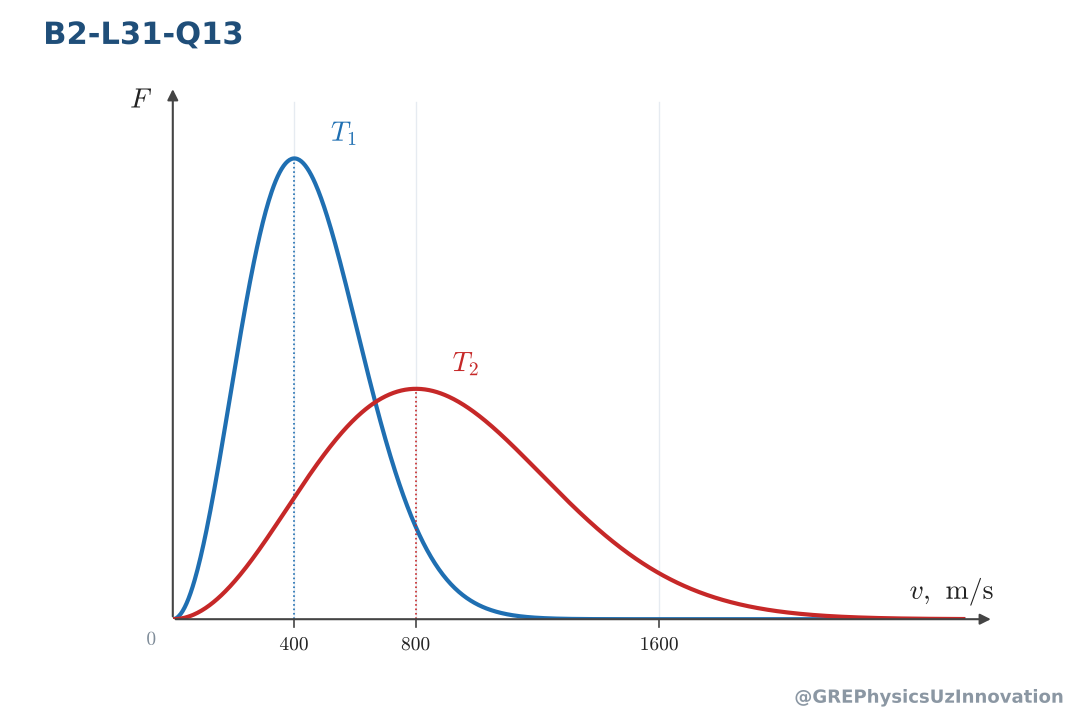 B2-L31-Q13
F
T₁
T₂
v, m/s
0
400
800
1600
@GREPhysicsUzInnovation